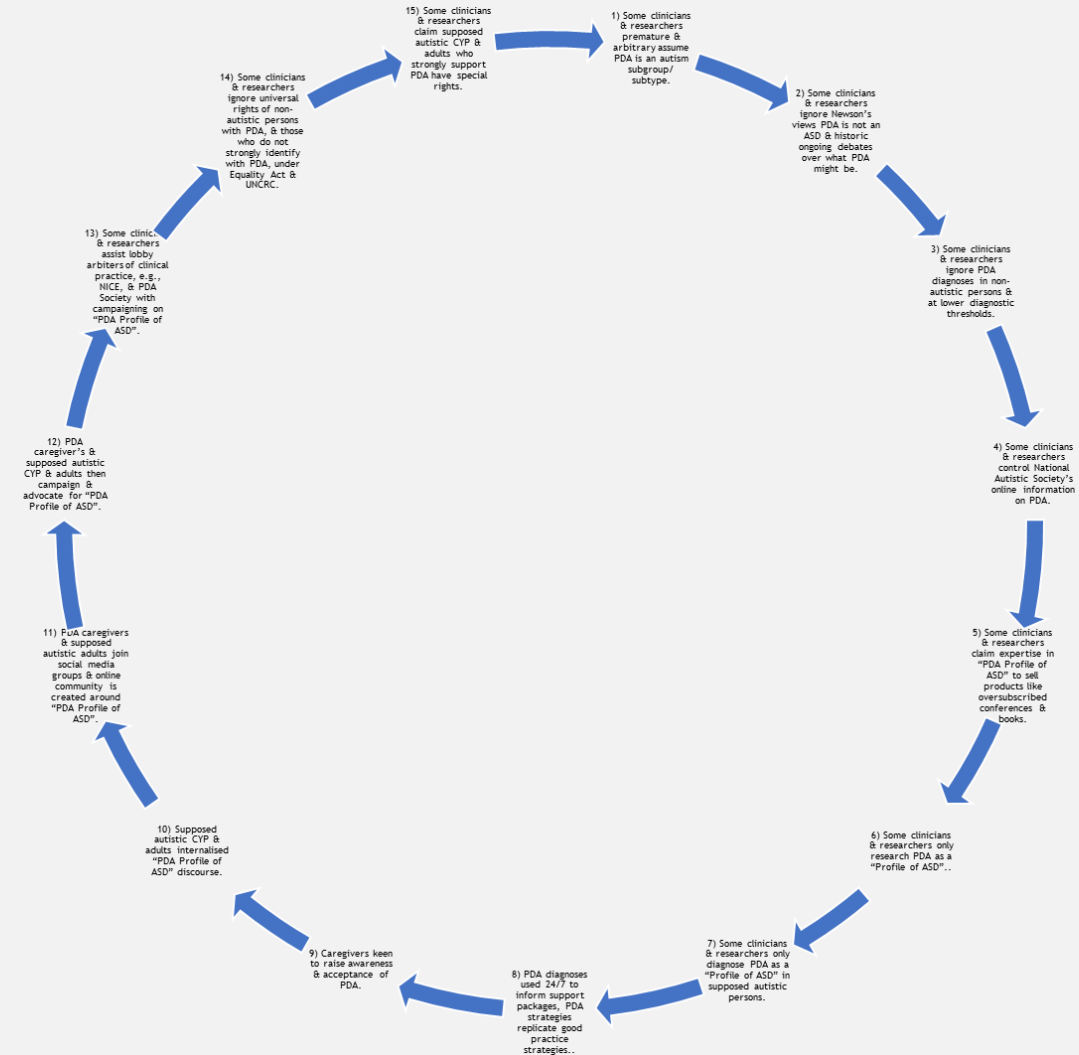 1) Some clinicians
& researchers
premature &
arbitrary assume
PDA is an autism
subgroup/
subtype.
2) Some clinicians
& researchers
ignore Newson's
views PDA is not an
ASD & historic
ongoing debates
over what PDA
might be.
3) Some clinicians
& researchers
ignore PDA
diagnoses in non-
autistic persons &
at lower diagnostic
thresholds.
4) Some clinicians
& researchers
control National
Autistic Society's
online information
on PDA.
5) Some clinicians
& researchers
claim expertise in
“PDA Profile of
ASD” to sell
products like
oversubscribed
conferences &
books.
6) Some clinicians
& researchers only
research PDA as a
“Profile of ASD”..
7) Some clinicians
& researchers only
diagnose PDA as a
“Profile of ASD” in
supposed autistic
persons.
8) PDA diagnoses
used 24/7 to
inform support
packages, PDA
strategies
replicate good
practice
strategies..
9) Caregivers keen
to raise awareness
& acceptance of
PDA.
10) Supposed
autistic CYP &
adults internalised
“PDA Profile of
ASD” discourse.
11) PDA caregivers
& supposed
autistic adults join
social media
groups & online
community is
created around
“PDA Profile of
ASD”.
12) PDA
caregiver's &
supposed autistic
CYP & adults then
campaign &
advocate for “PDA
Profile of ASD”.
13) Some clinicians
& researchers
assist lobby
arbiters of clinical
practice, e.g.,
NICE, & PDA
Society with
campaigning on
“PDA Profile of
ASD”.
14) Some clinicians
& researchers
ignore universal
rights of non-
autistic persons
with PDA, & those
who do not
strongly identify
with PDA, under
Equality Act &
UNCRC.
15) Some clinicians
& researchers
claim supposed
autistic CYP &
adults who
strongly support
PDA have special
rights.